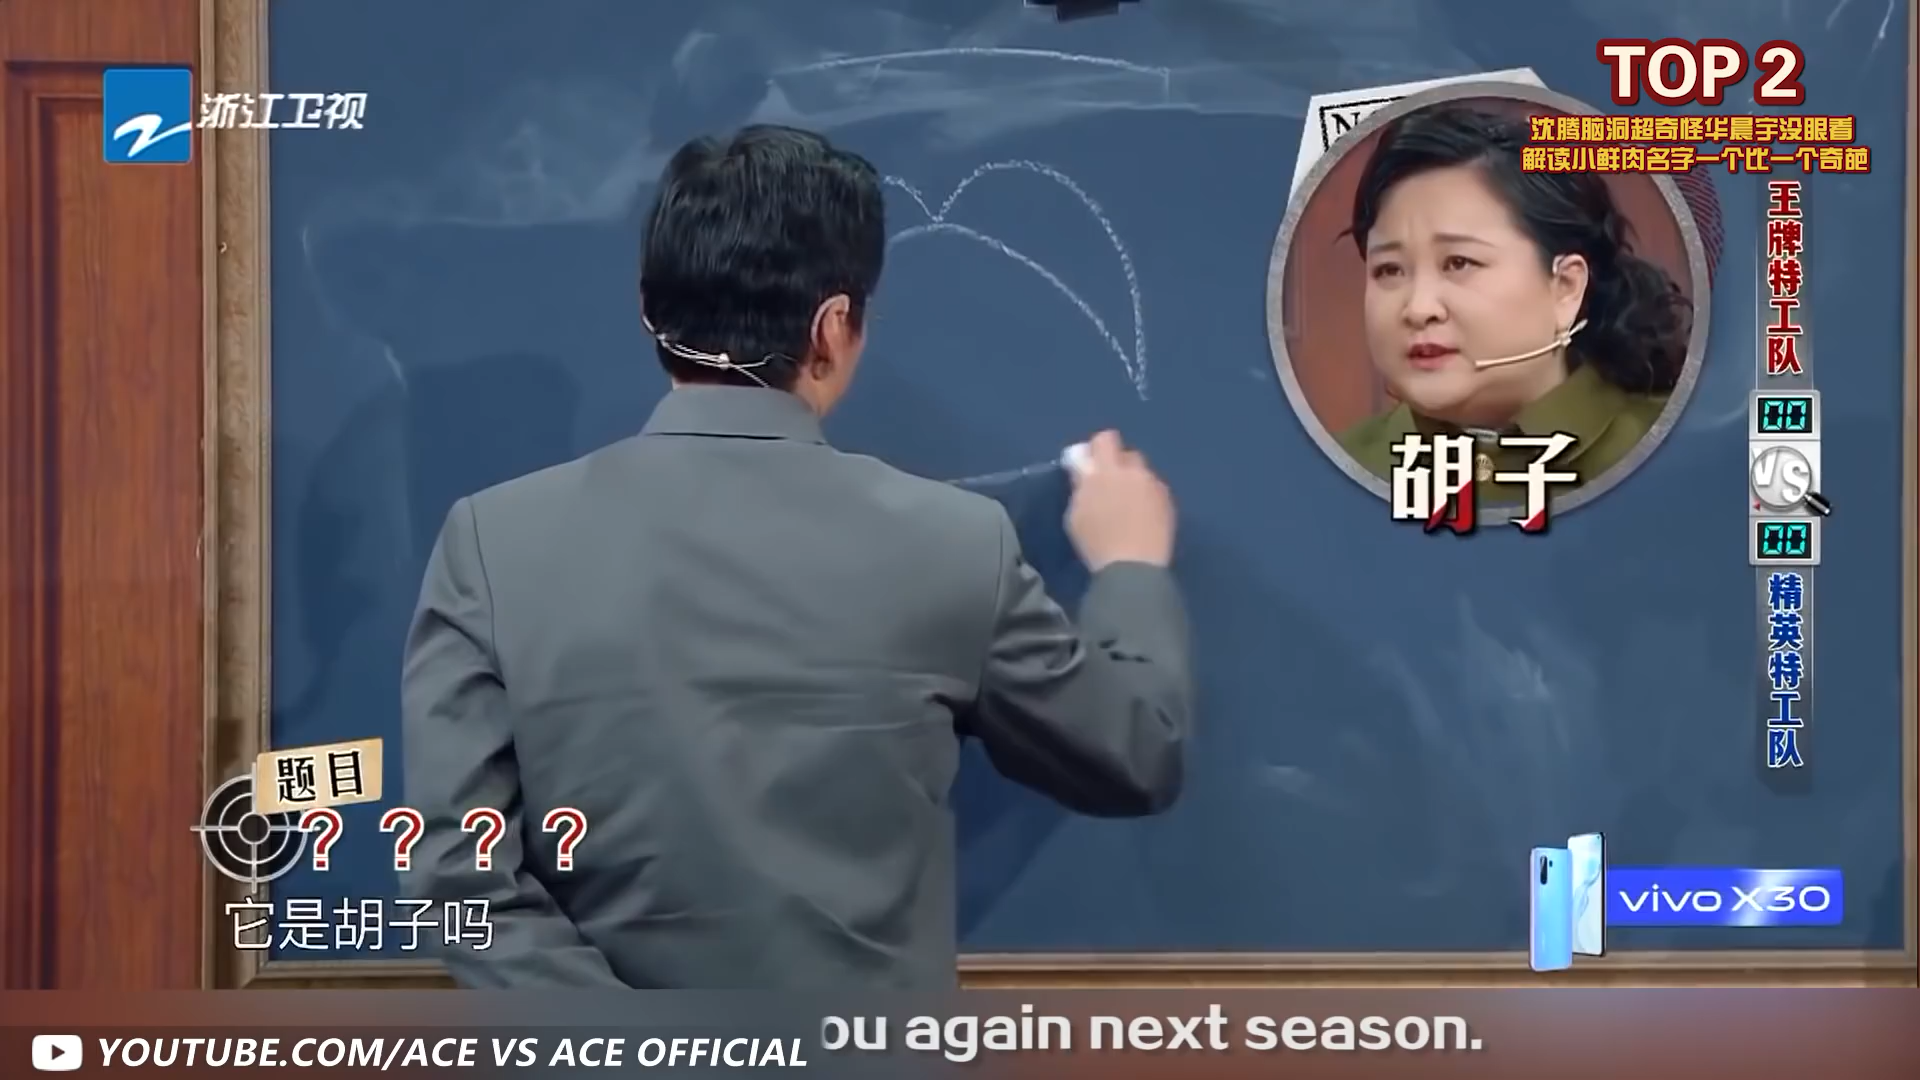 TOP 2
沈腾脑洞超奇怪华晨宇没眼看
解读小鲜肉名字一个比一个奇葩
浙江卫视
王牌特工队
00
VS
00
精英特工队
胡子
题目
? ? ? ?
它是胡子吗
vivo X30
ou again next season.
YOUTUBE.COM/ACE VS ACE OFFICIAL